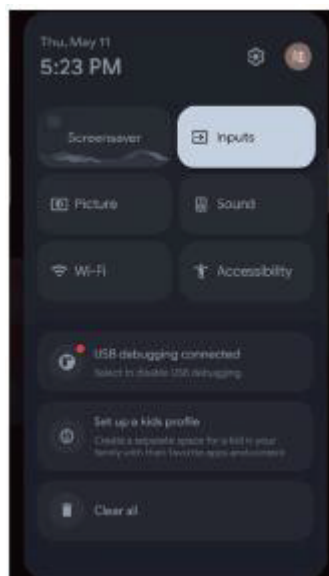 Thu, May 11
5:23 PM
Screensaver
Inputs
Picture
Sound
Wi-Fi
Accessibility
USB debugging connected
Select to disable USB debugging.
Set up a kids profile
Create a separate space for a kid in your
family with their favorite apps and content
Clear all